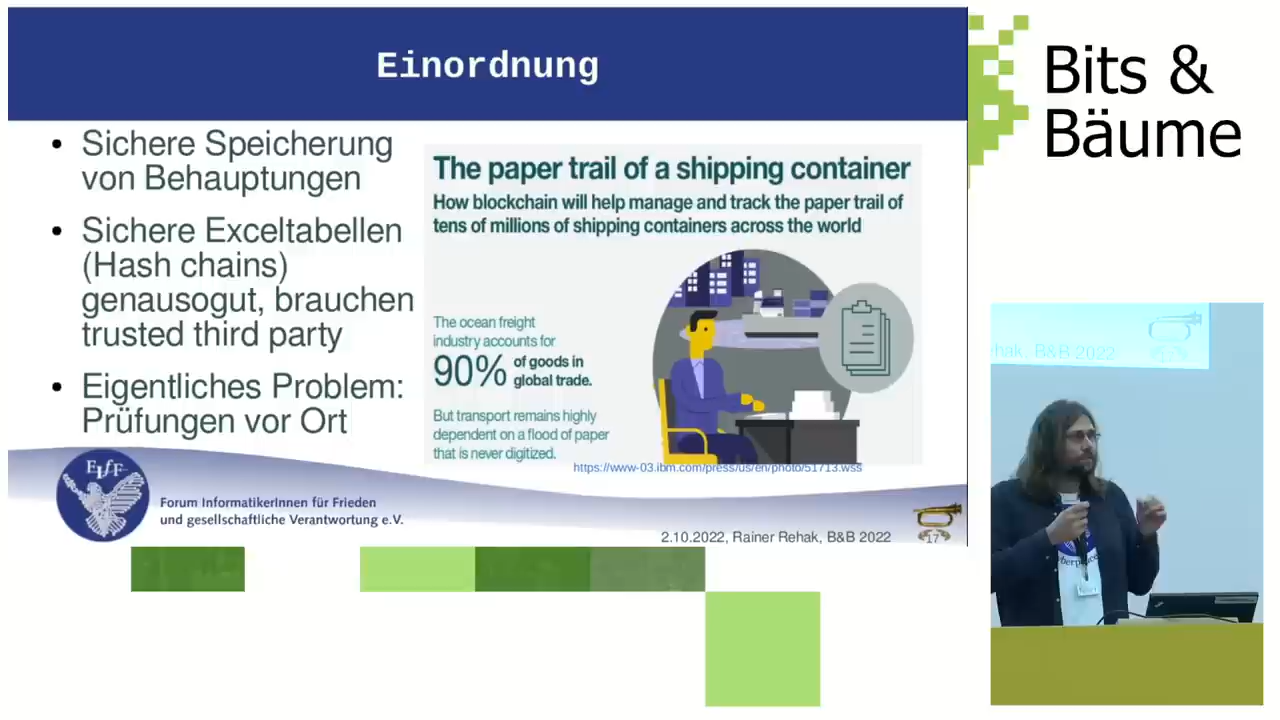 Einordnung
Bits &
Bäume
• Sichere Speicherung
von Behauptungen
• Sichere Exceltabellen
(Hash chains)
genausogut, brauchen
trusted third party
• Eigentliches Problem:
Prüfungen vor Ort
The paper trail of a shipping container
How blockchain will help manage and track the paper trail of
tens of millions of shipping containers across the world
The ocean freight
industry accounts for
90% of goods in
global trade.
But transport remains highly
dependent on a flood of paper
that is never digitized.
https://www-03.ibm.com/press/us/en/photo/51713.wss
FIfF
Forum InformatikerInnen für Frieden
und gesellschaftliche Verantwortung e.V.
2.10.2022, Rainer Rehak, B&B 2022
17
hak, B&B 2022
17